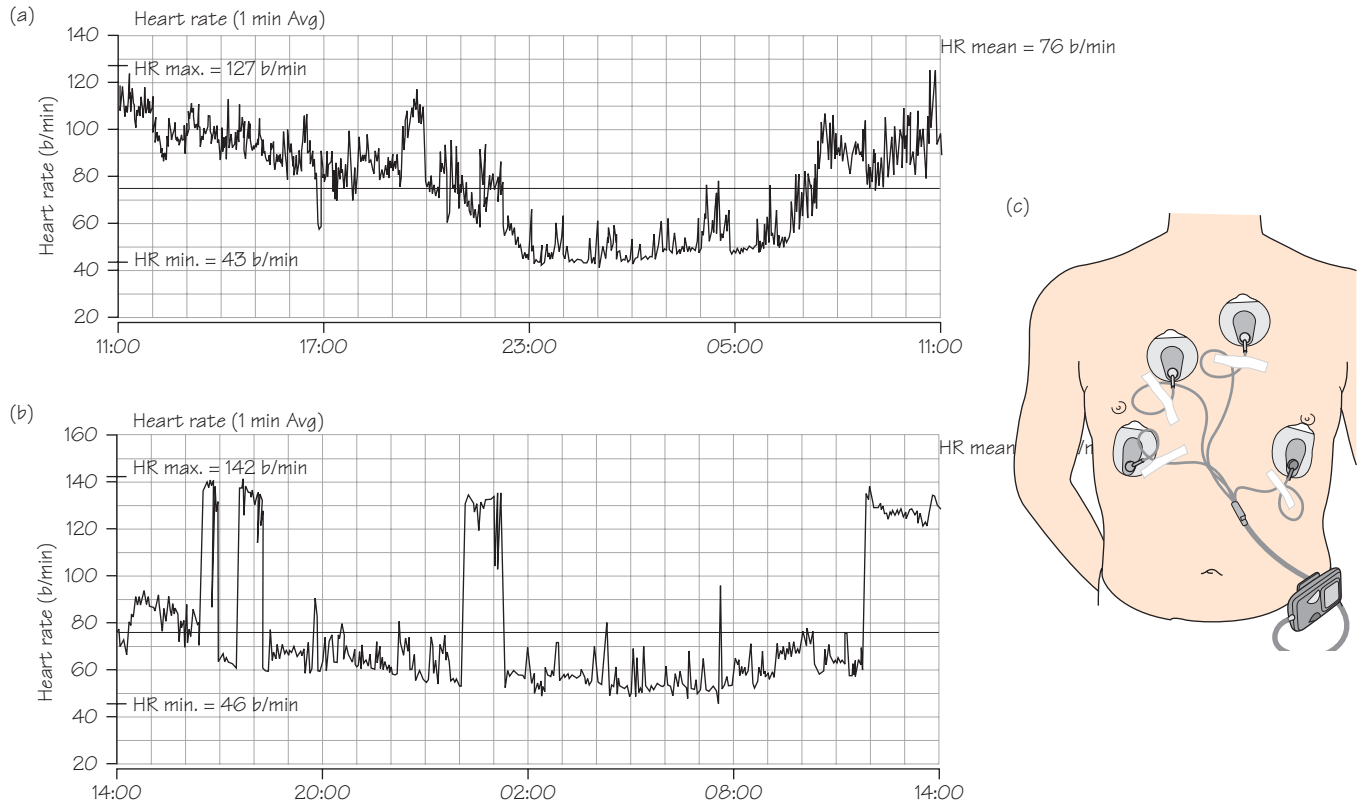 (a)
Heart rate (1 min Avg)
140
120
100
80
60
40
20
Heart rate (b/min)
HR max. = 127 b/min
HR min. = 43 b/min
HR mean = 76 b/min
11:00 17:00 23:00 05:00 11:00
(b)
Heart rate (1 min Avg)
160
140
120
100
80
60
40
20
Heart rate (b/min)
HR max. = 142 b/min
HR min. = 46 b/min
HR mean
14:00 20:00 02:00 08:00 14:00
(c)